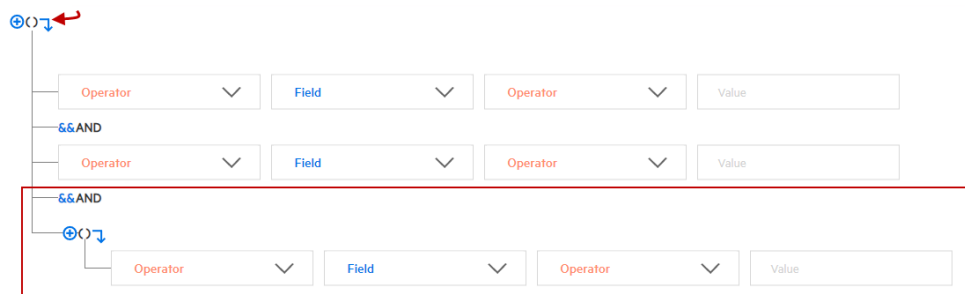 ()
Operator Field Operator Value
&&AND
Operator Field Operator Value
&&AND
()
Operator Field Operator Value